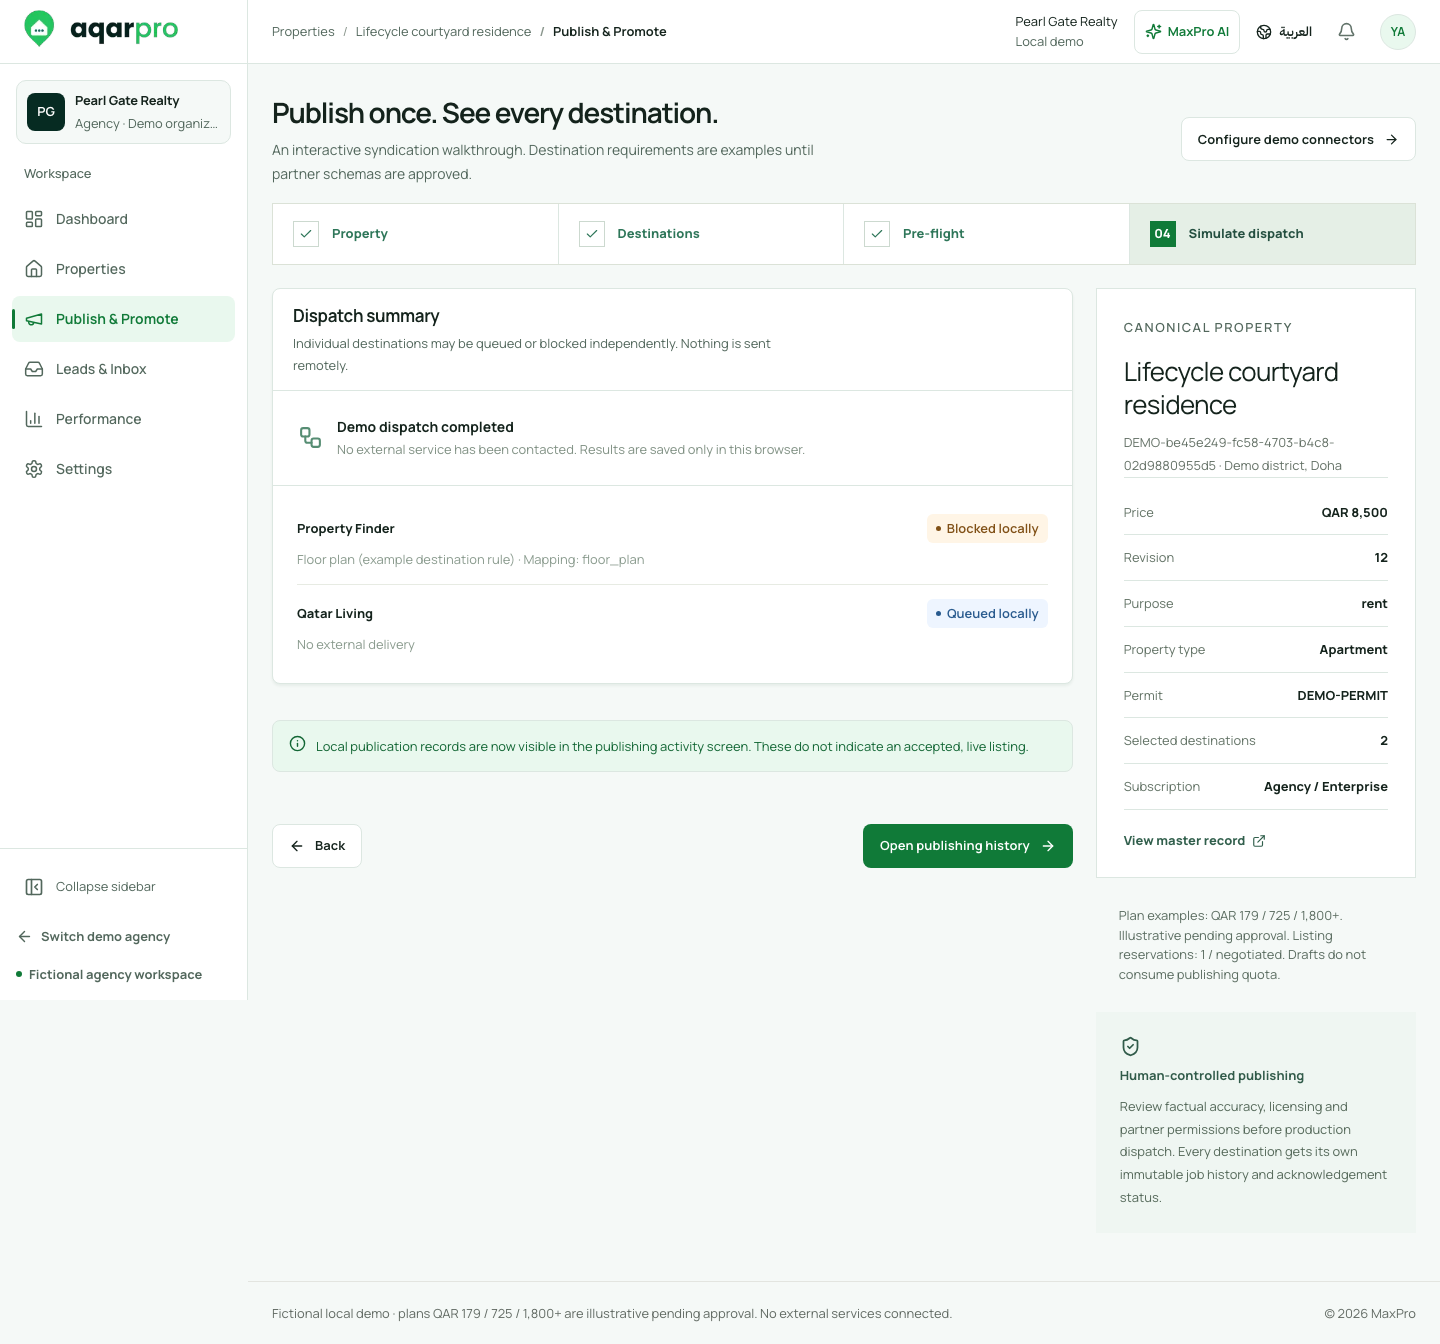 aqarpro
Properties / Lifecycle courtyard residence / Publish & Promote
Pearl Gate Realty
Local demo
MaxPro AI
العربية
YA
PG
Pearl Gate Realty
Agency · Demo organiz...
Workspace
Dashboard
Properties
Publish & Promote
Leads & Inbox
Performance
Settings
Collapse sidebar
Switch demo agency
Fictional agency workspace
Publish once. See every destination.
An interactive syndication walkthrough. Destination requirements are examples until
partner schemas are approved.
Configure demo connectors
Property
Destinations
Pre-flight
04 Simulate dispatch
Dispatch summary
Individual destinations may be queued or blocked independently. Nothing is sent
remotely.
Demo dispatch completed
No external service has been contacted. Results are saved only in this browser.
Property Finder
Blocked locally
Floor plan (example destination rule) · Mapping: floor_plan
Qatar Living
Queued locally
No external delivery
Local publication records are now visible in the publishing activity screen. These do not indicate an accepted, live listing.
Back
Open publishing history
CANONICAL PROPERTY
Lifecycle courtyard
residence
DEMO-be45e249-fc58-4703-b4c8-
02d9880955d5 · Demo district, Doha
Price QAR 8,500
Revision 12
Purpose rent
Property type Apartment
Permit DEMO-PERMIT
Selected destinations 2
Subscription Agency / Enterprise
View master record
Plan examples: QAR 179 / 725 / 1,800+.
Illustrative pending approval. Listing
reservations: 1 / negotiated. Drafts do not
consume publishing quota.
Human-controlled publishing
Review factual accuracy, licensing and
partner permissions before production
dispatch. Every destination gets its own
immutable job history and acknowledgement
status.
Fictional local demo · plans QAR 179 / 725 / 1,800+ are illustrative pending approval. No external services connected.
© 2026 MaxPro